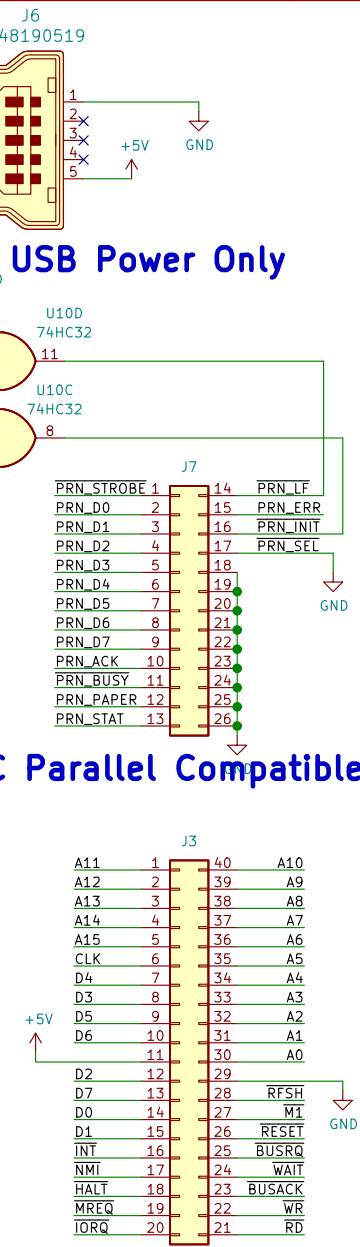 J6
48190519
1
2
3
4
5
+5V
GND
USB Power Only
U10D
74HC32
11
U10C
74HC32
8
J7
PRN_STROBE 1 14 PRN_LF
PRN_D0 2 15 PRN_ERR
PRN_D1 3 16 PRN_INIT
PRN_D2 4 17 PRN_SEL
PRN_D3 5 18
PRN_D4 6 19
PRN_D5 7 20
PRN_D6 8 21
PRN_D7 9 22
PRN_ACK 10 23
PRN_BUSY 11 24
PRN_PAPER 12 25
PRN_STAT 13 26
GND
GND
C Parallel Compatible
J3
A11 1 40 A10
A12 2 39 A9
A13 3 38 A8
A14 4 37 A7
A15 5 36 A6
CLK 6 35 A5
D4 7 34 A4
D3 8 33 A3
D5 9 32 A2
D6 10 31 A1
+5V 11 30 A0
D2 12 29
D7 13 28 RFSH
GND
D0 14 27 M1
D1 15 26 RESET
INT 16 25 BUSRQ
NMI 17 24 WAIT
HALT 18 23 BUSACK
MREQ 19 22 WR
IORQ 20 21 RD